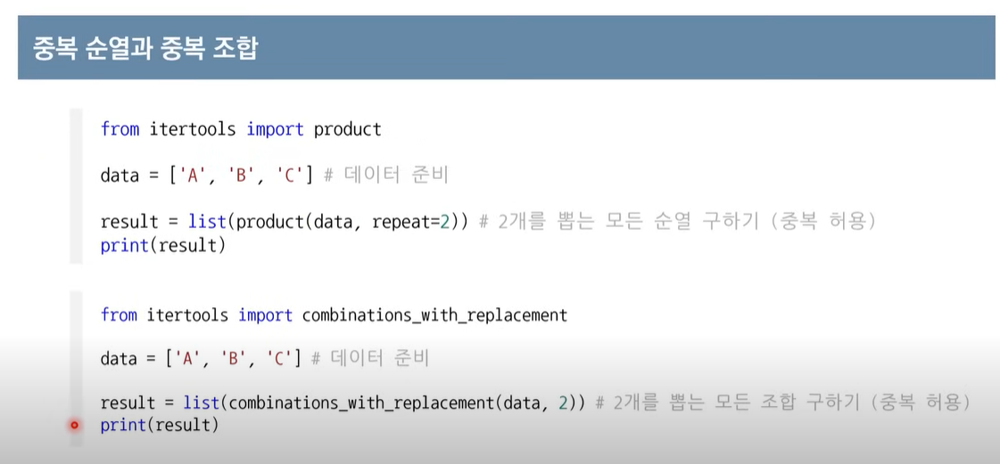 중복 순열과 중복 조합
from itertools import product
data = ['A', 'B', 'C'] # 데이터 준비
result = list(product(data, repeat=2)) # 2개를 뽑는 모든 순열 구하기 (중복 허용)
print(result)
from itertools import combinations_with_replacement
data = ['A', 'B', 'C'] # 데이터 준비
result = list(combinations_with_replacement(data, 2)) # 2개를 뽑는 모든 조합 구하기 (중복 허용)
print(result)